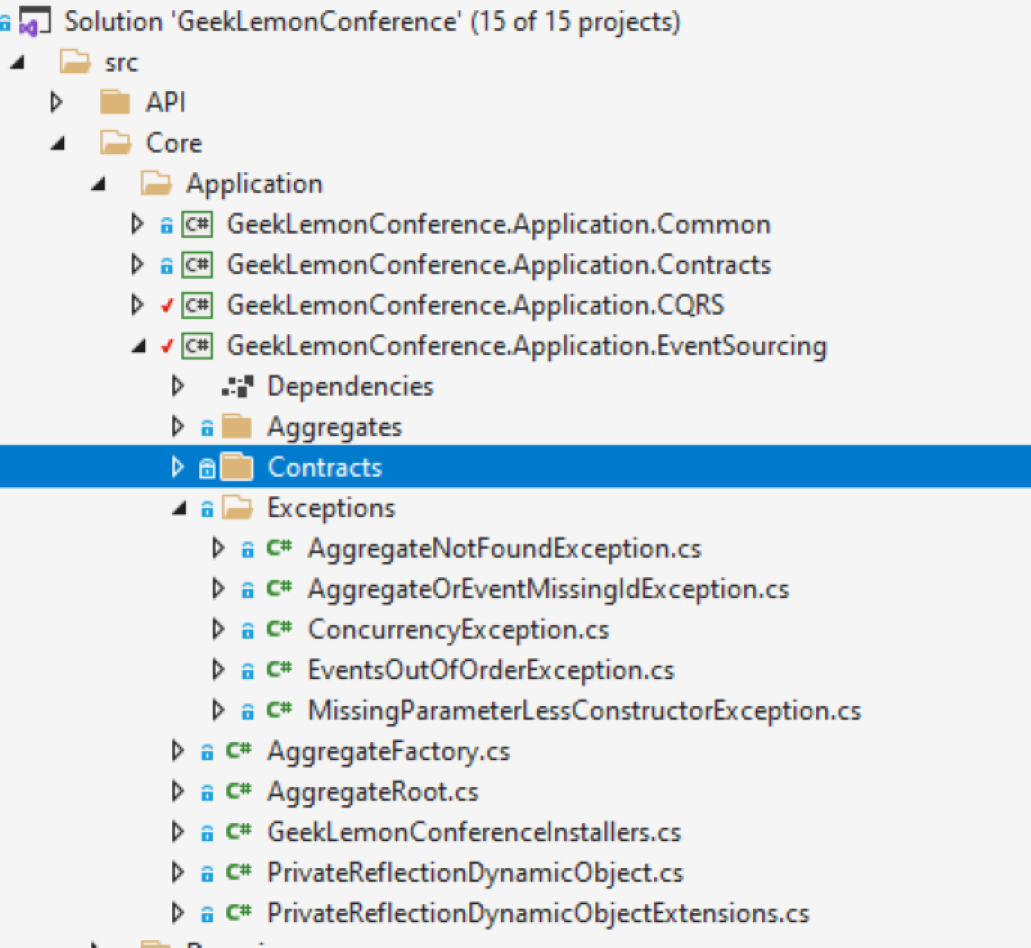 Solution 'GeekLemonConference' (15 of 15 projects)
src
API
Core
Application
C# GeekLemonConference.Application.Common
C# GeekLemonConference.Application.Contracts
C# GeekLemonConference.Application.CQRS
C# GeekLemonConference.Application.EventSourcing
Dependencies
Aggregates
Contracts
Exceptions
C# AggregateNotFoundException.cs
C# AggregateOrEventMissingIdException.cs
C# ConcurrencyException.cs
C# EventsOutOfOrderException.cs
C# MissingParameterLessConstructorException.cs
C# AggregateFactory.cs
C# AggregateRoot.cs
C# GeekLemonConferenceInstallers.cs
C# PrivateReflectionDynamicObject.cs
C# PrivateReflectionDynamicObjectExtensions.cs